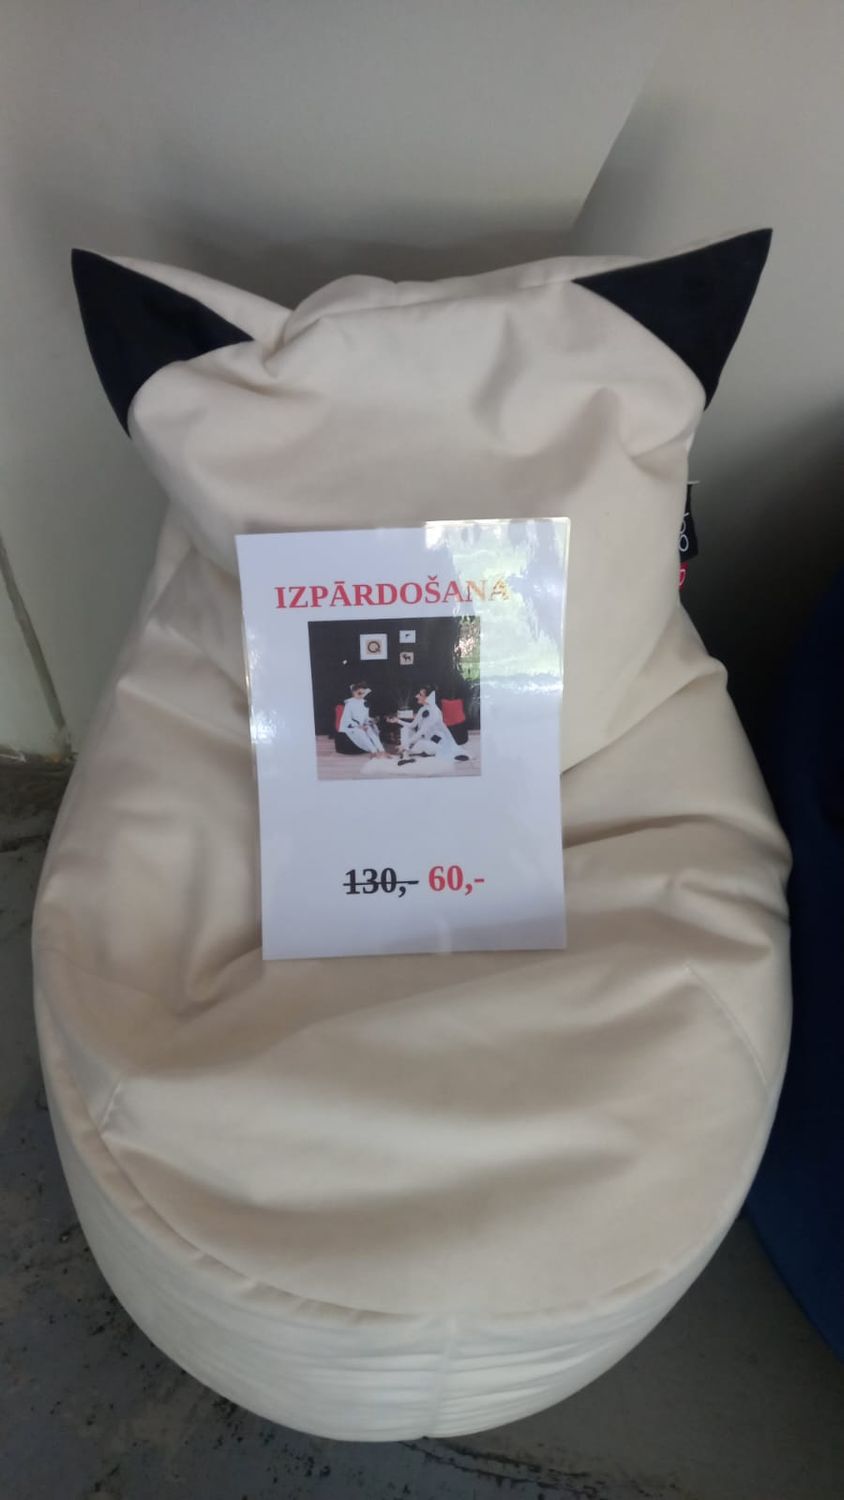 IZPĀRDOŠANA
Q
130,- 60,-